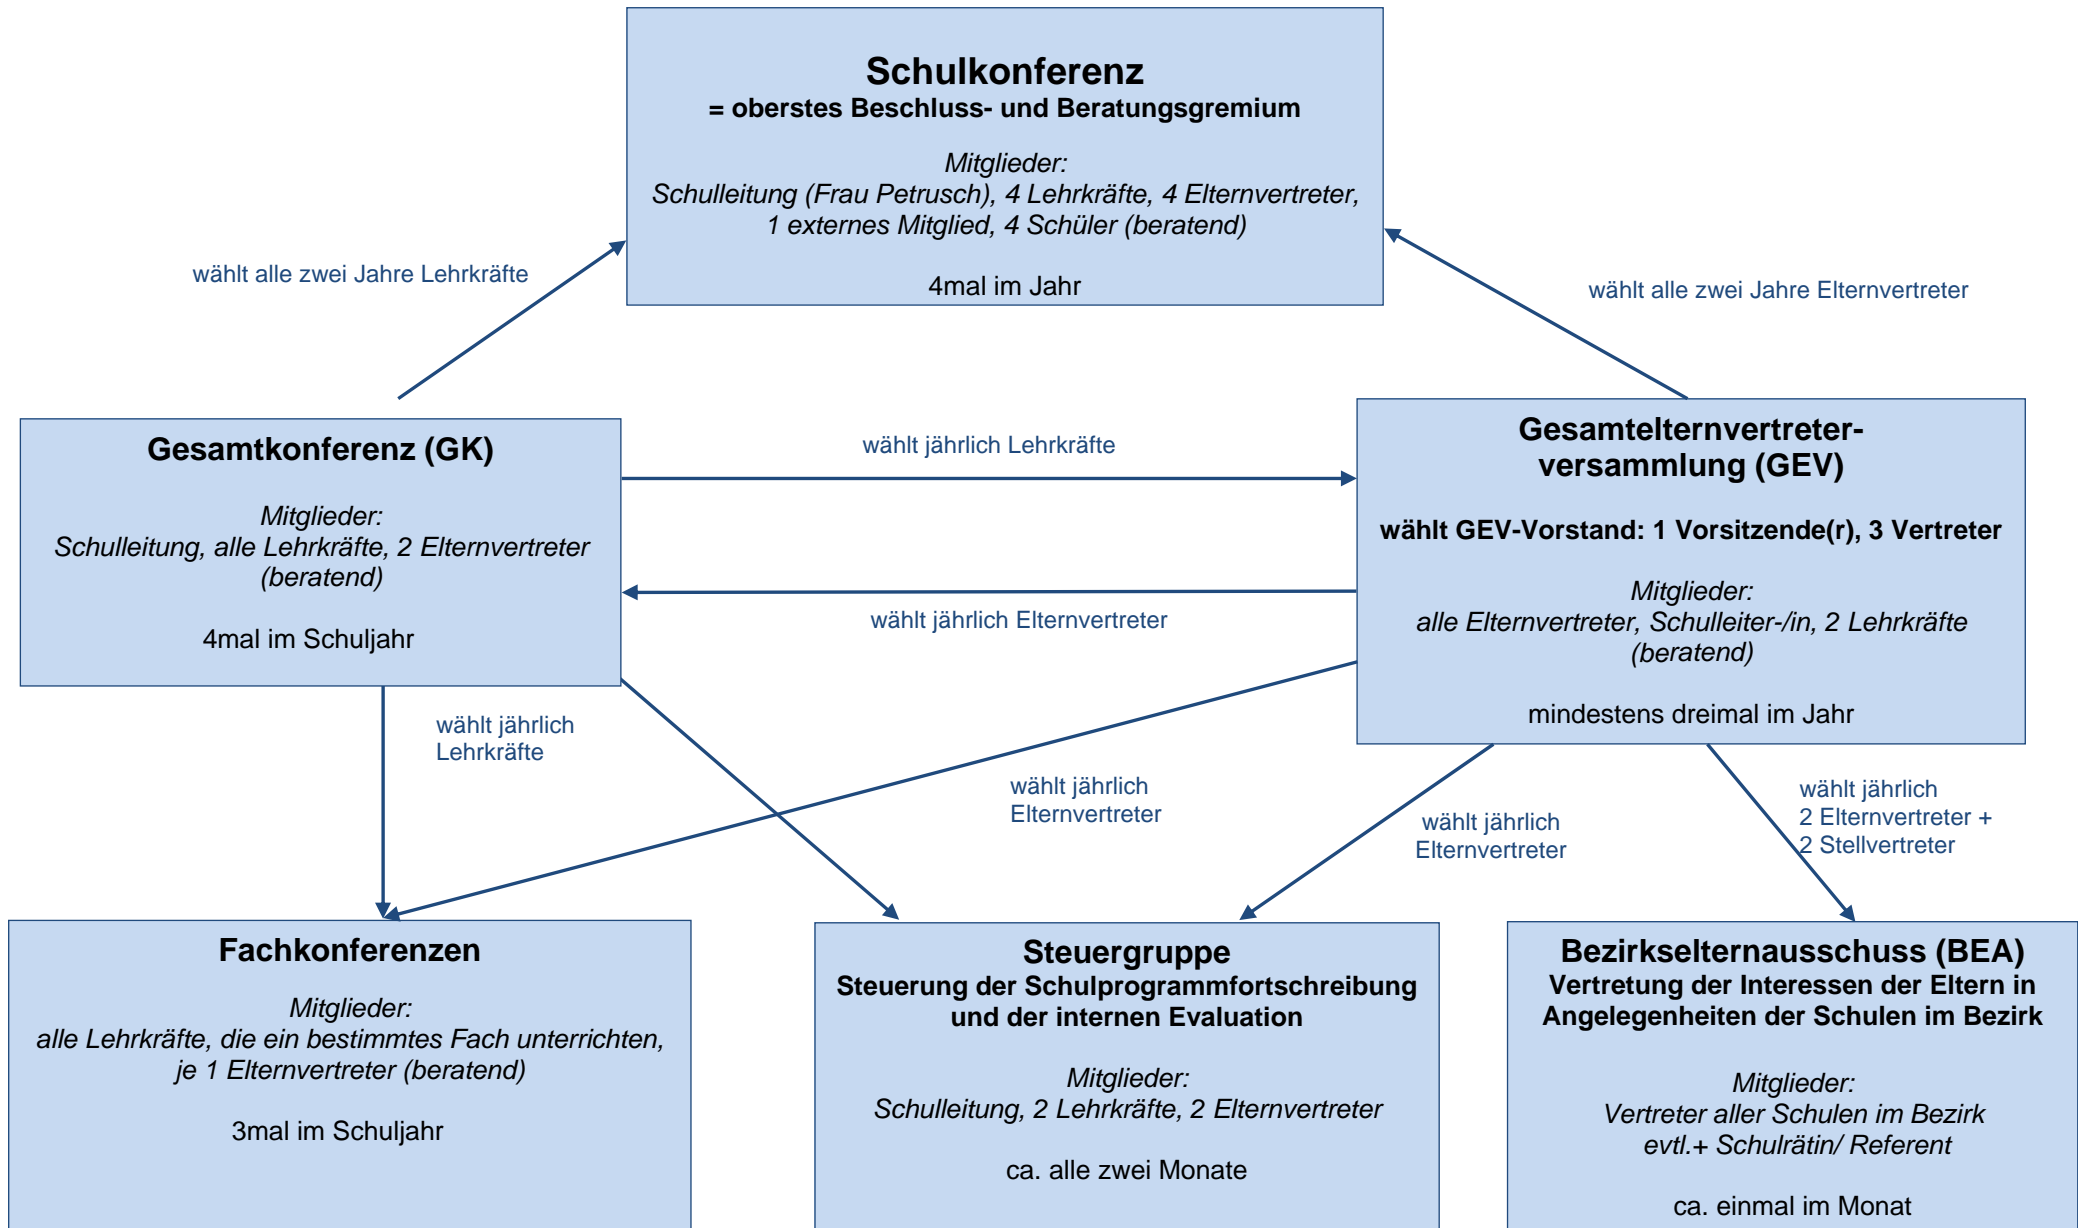 Schulkonferenz
= oberstes Beschluss- und Beratungsgremium
Mitglieder:
Schulleitung (Frau Petrusch), 4 Lehrkräfte, 4 Elternvertreter,
1 externes Mitglied, 4 Schüler (beratend)
4mal im Jahr
wählt alle zwei Jahre Lehrkräfte
wählt alle zwei Jahre Elternvertreter
Gesamtkonferenz (GK)
Mitglieder:
Schulleitung, alle Lehrkräfte, 2 Elternvertreter
(beratend)
4mal im Schuljahr
wählt jährlich Lehrkräfte
wählt jährlich Elternvertreter
Gesamtelternvertreter-
versammlung (GEV)
wählt GEV-Vorstand: 1 Vorsitzende(r), 3 Vertreter
Mitglieder:
alle Elternvertreter, Schulleiter-/in, 2 Lehrkräfte
(beratend)
mindestens dreimal im Jahr
wählt jährlich
Lehrkräfte
wählt jährlich
Elternvertreter
wählt jährlich
Elternvertreter
wählt jährlich
2 Elternvertreter +
2 Stellvertreter
Fachkonferenzen
Mitglieder:
alle Lehrkräfte, die ein bestimmtes Fach unterrichten,
je 1 Elternvertreter (beratend)
3mal im Schuljahr
Steuergruppe
Steuerung der Schulprogrammfortschreibung
und der internen Evaluation
Mitglieder:
Schulleitung, 2 Lehrkräfte, 2 Elternvertreter
ca. alle zwei Monate
Bezirkselternausschuss (BEA)
Vertretung der Interessen der Eltern in
Angelegenheiten der Schulen im Bezirk
Mitglieder:
Vertreter aller Schulen im Bezirk
evtl.+ Schulrätin/ Referent
ca. einmal im Monat